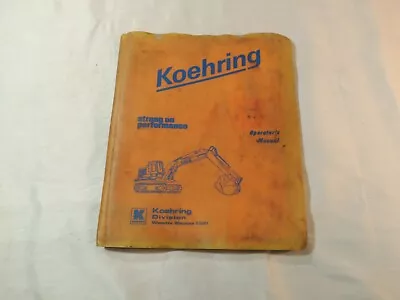 Koehring
strong on
performance
Operator's
Manual
K
Koehring
Division